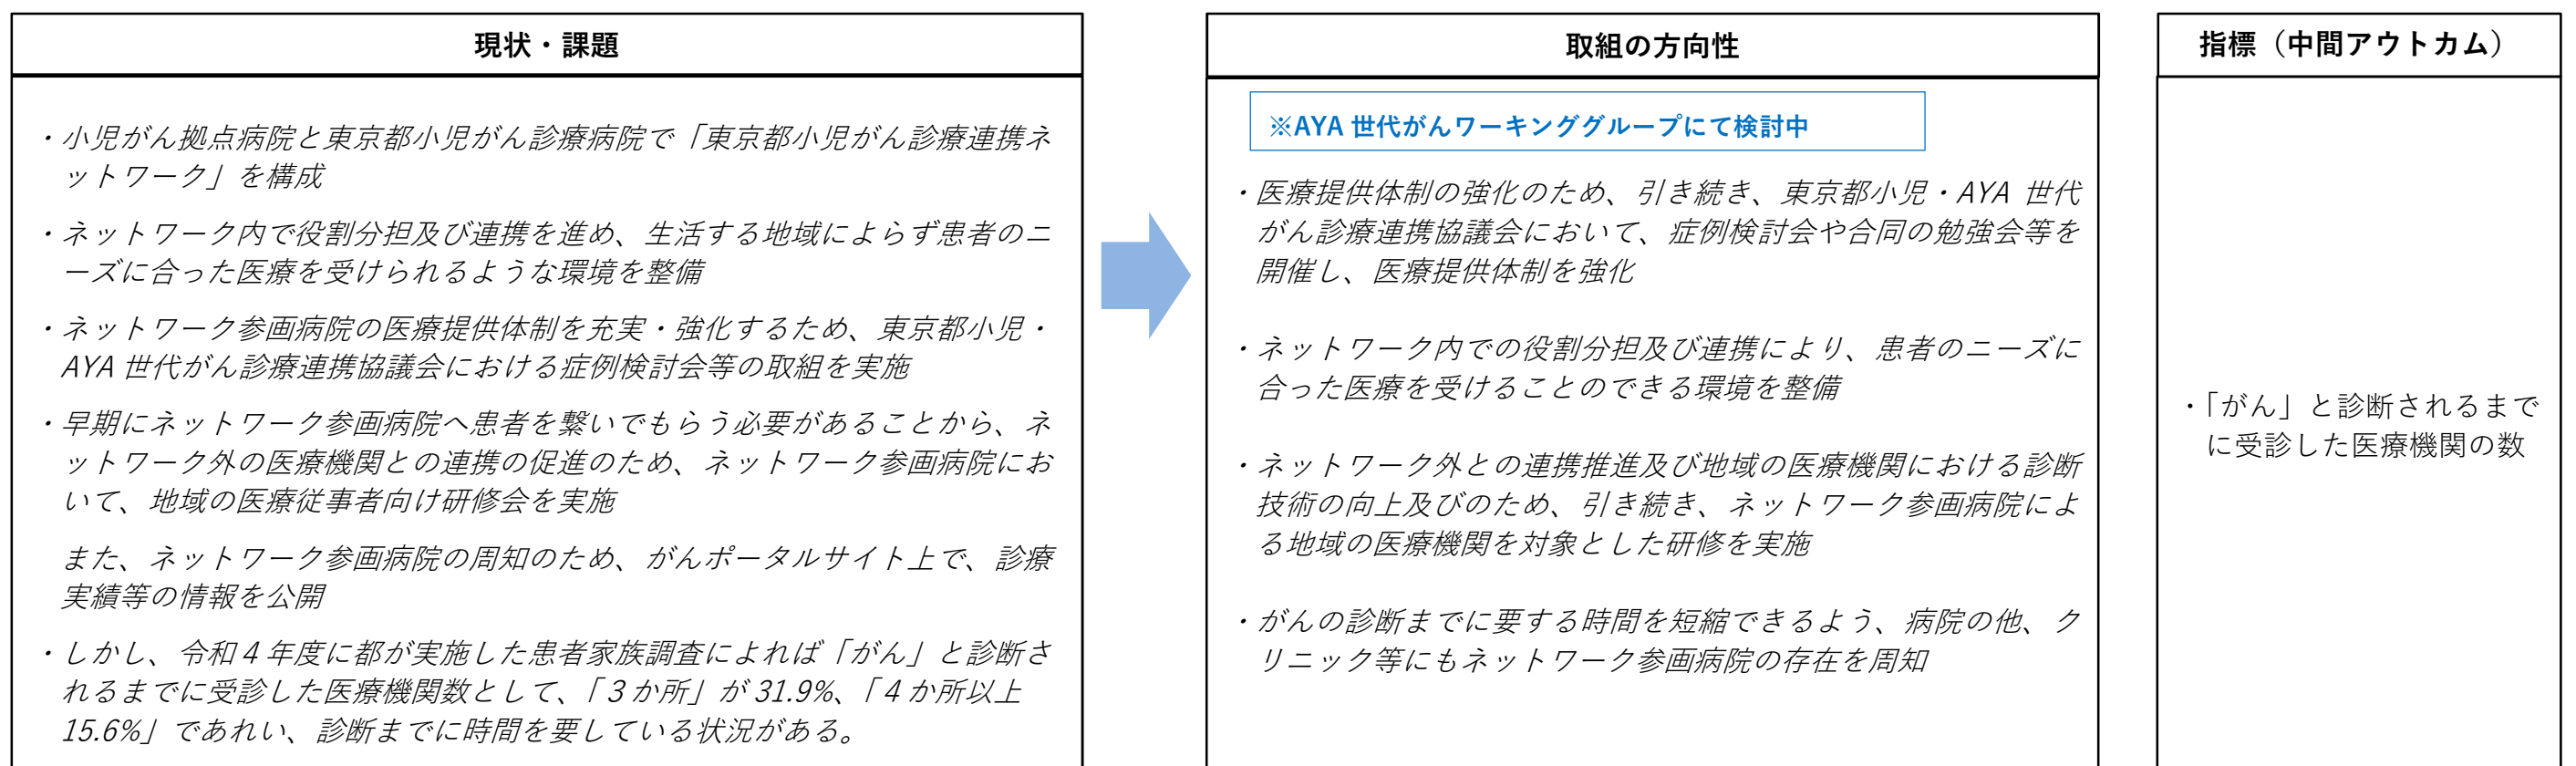 現状・課題
・小児がん拠点病院と東京都小児がん診療病院で「東京都小児がん診療連携ネ
ットワーク」を構成
・ネットワーク内で役割分担及び連携を進め、生活する地域によらず患者のニ
ーズに合った医療を受けられるような環境を整備
・ネットワーク参画病院の医療提供体制を充実・強化するため、東京都小児・
AYA 世代がん診療連携協議会における症例検討会等の取組を実施
・早期にネットワーク参画病院へ患者を繋いでもらう必要があることから、ネ
ットワーク外の医療機関との連携の促進のため、ネットワーク参画病院にお
いて、地域の医療従事者向け研修会を実施
また、ネットワーク参画病院の周知のため、がんポータルサイト上で、診療
実績等の情報を公開
・しかし、令和４年度に都が実施した患者家族調査によれば「がん」と診断さ
れるまでに受診した医療機関数として、「３か所」が 31.9%、「４か所以上
15.6%」であれい、診断までに時間を要している状況がある。
取組の方向性
※AYA 世代がんワーキンググループにて検討中
・医療提供体制の強化のため、引き続き、東京都小児・AYA 世代
がん診療連携協議会において、症例検討会や合同の勉強会等を
開催し、医療提供体制を強化
・ネットワーク内での役割分担及び連携により、患者のニーズに
合った医療を受けることのできる環境を整備
・ネットワーク外との連携推進及び地域の医療機関における診断
技術の向上及びのため、引き続き、ネットワーク参画病院によ
る地域の医療機関を対象とした研修を実施
・がんの診断までに要する時間を短縮できるよう、病院の他、ク
リニック等にもネットワーク参画病院の存在を周知
指標（中間アウトカム）
・「がん」と診断されるまで
に受診した医療機関の数